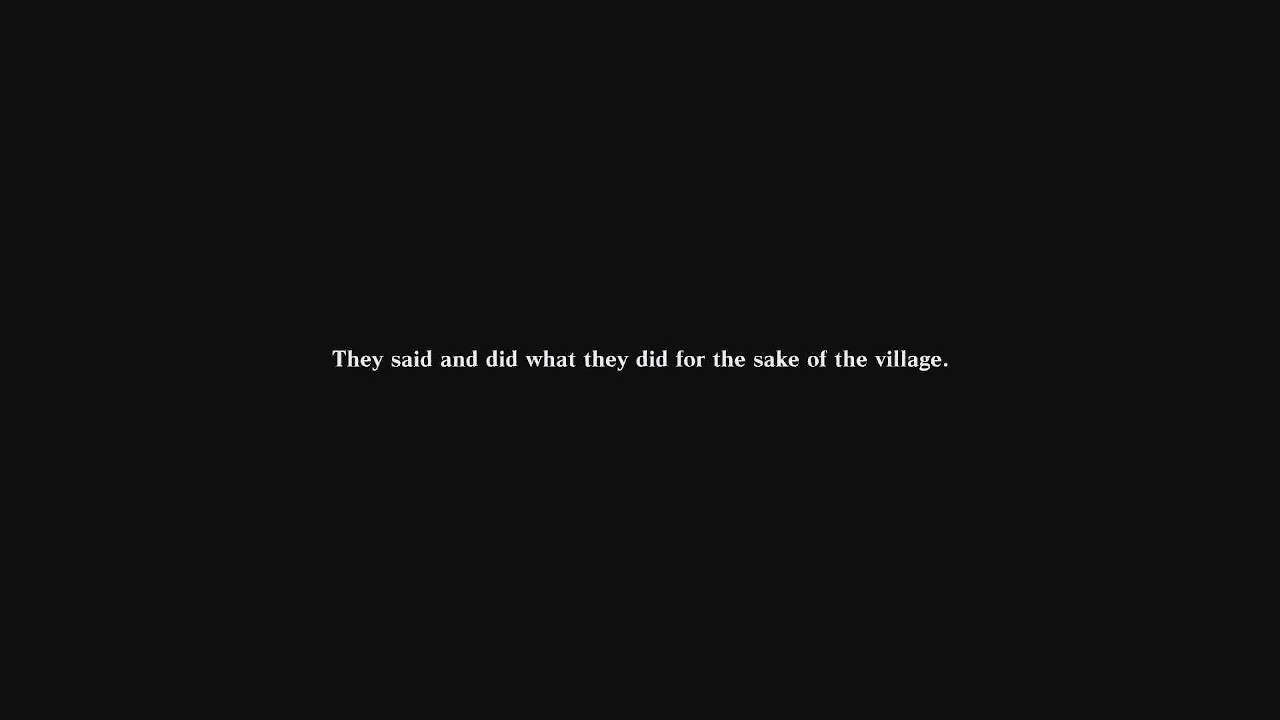 They said and did what they did for the sake of the village.